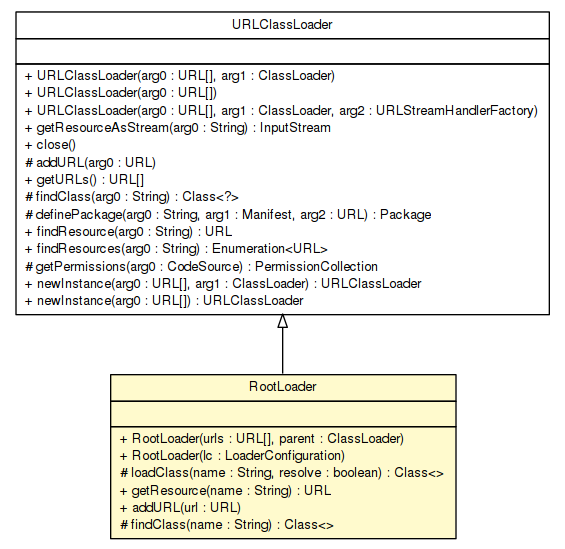 URLClassLoader
+ URLClassLoader(arg0 : URL[], arg1 : ClassLoader)
+ URLClassLoader(arg0 : URL[])
+ URLClassLoader(arg0 : URL[], arg1 : ClassLoader, arg2 : URLStreamHandlerFactory)
+ getResourceAsStream(arg0 : String) : InputStream
+ close()
# addURL(arg0 : URL)
+ getURLs() : URL[]
# findClass(arg0 : String) : Class<?>
# definePackage(arg0 : String, arg1 : Manifest, arg2 : URL) : Package
+ findResource(arg0 : String) : URL
+ findResources(arg0 : String) : Enumeration<URL>
# getPermissions(arg0 : CodeSource) : PermissionCollection
+ newInstance(arg0 : URL[], arg1 : ClassLoader) : URLClassLoader
+ newInstance(arg0 : URL[]) : URLClassLoader
RootLoader
+ RootLoader(urls : URL[], parent : ClassLoader)
+ RootLoader(lc : LoaderConfiguration)
# loadClass(name : String, resolve : boolean) : Class<>
+ getResource(name : String) : URL
+ addURL(url : URL)
# findClass(name : String) : Class<>